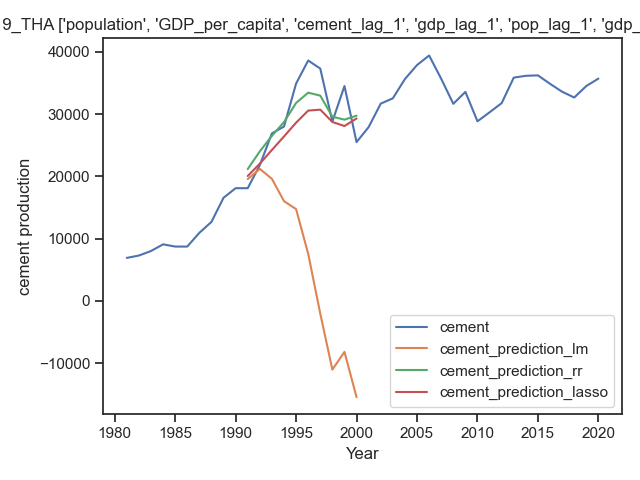 9_THA ['population', 'GDP_per_capita', 'cement_lag_1', 'gdp_lag_1', 'pop_lag_1', 'gdp_
40000
30000
20000
10000
0
−10000
cement production
1980 1985 1990 1995 2000 2005 2010 2015 2020
Year
cement
cement_prediction_lm
cement_prediction_rr
cement_prediction_lasso